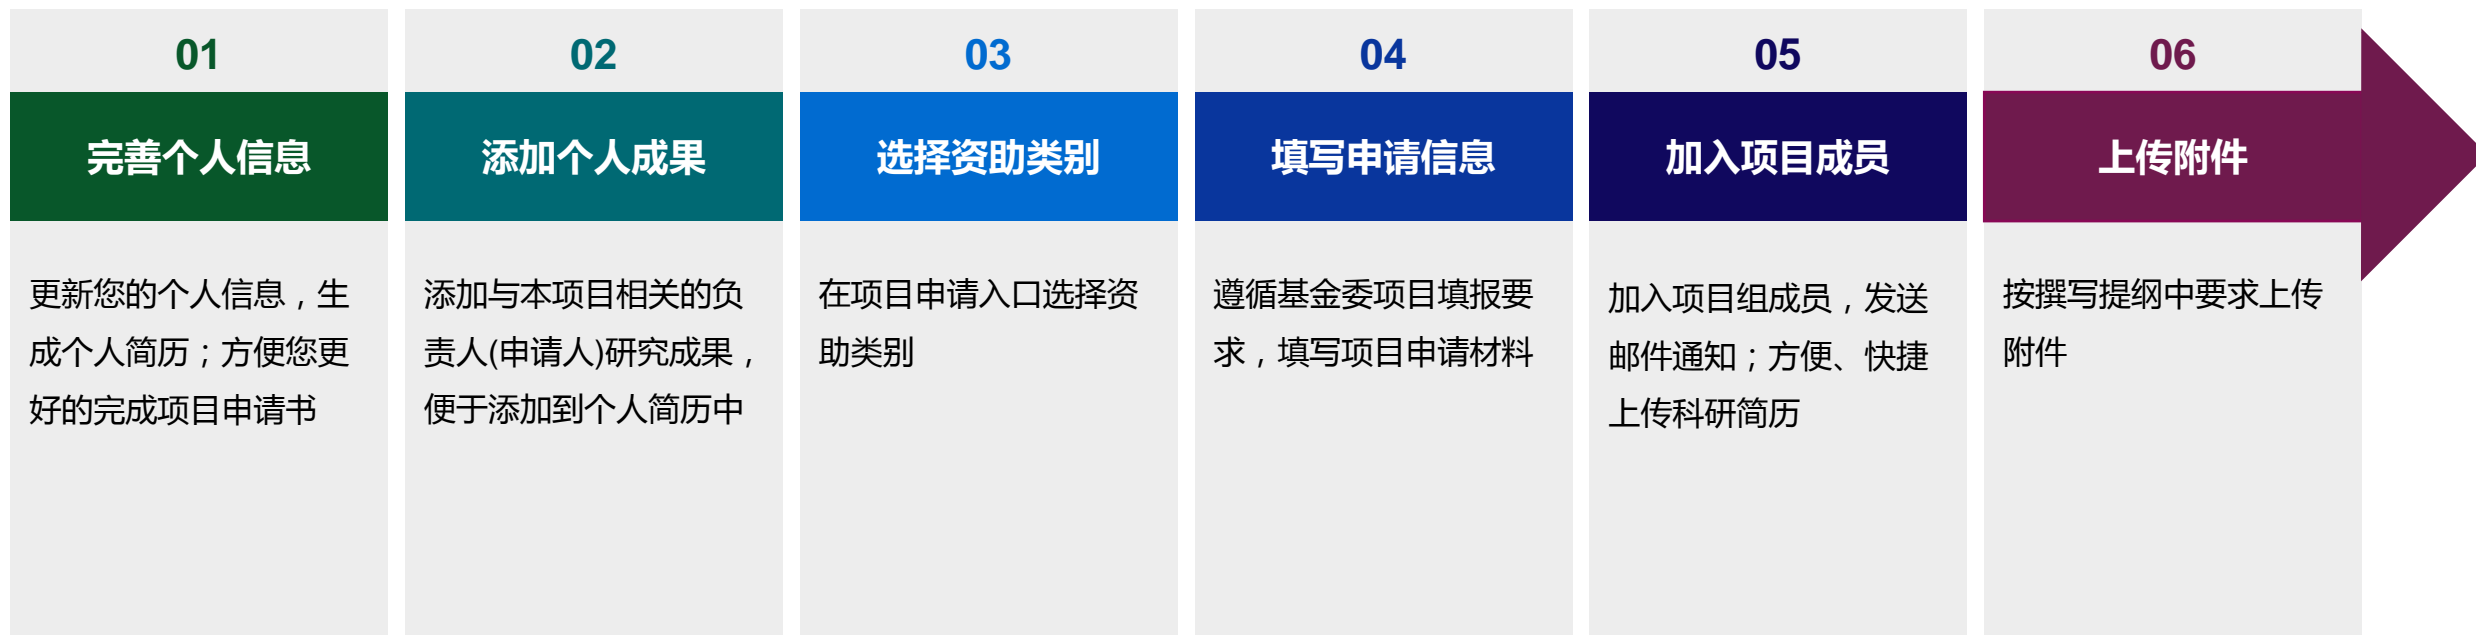 01
完善个人信息
更新您的个人信息，生
成个人简历；方便您更
好的完成项目申请书
02
添加个人成果
添加与本项目相关的负
责人(申请人)研究成果，
便于添加到个人简历中
03
选择资助类别
在项目申请入口选择资
助类别
04
填写申请信息
遵循基金委项目填报要
求，填写项目申请材料
05
加入项目成员
加入项目组成员，发送
邮件通知；方便、快捷
上传科研简历
06
上传附件
按撰写提纲中要求上传
附件